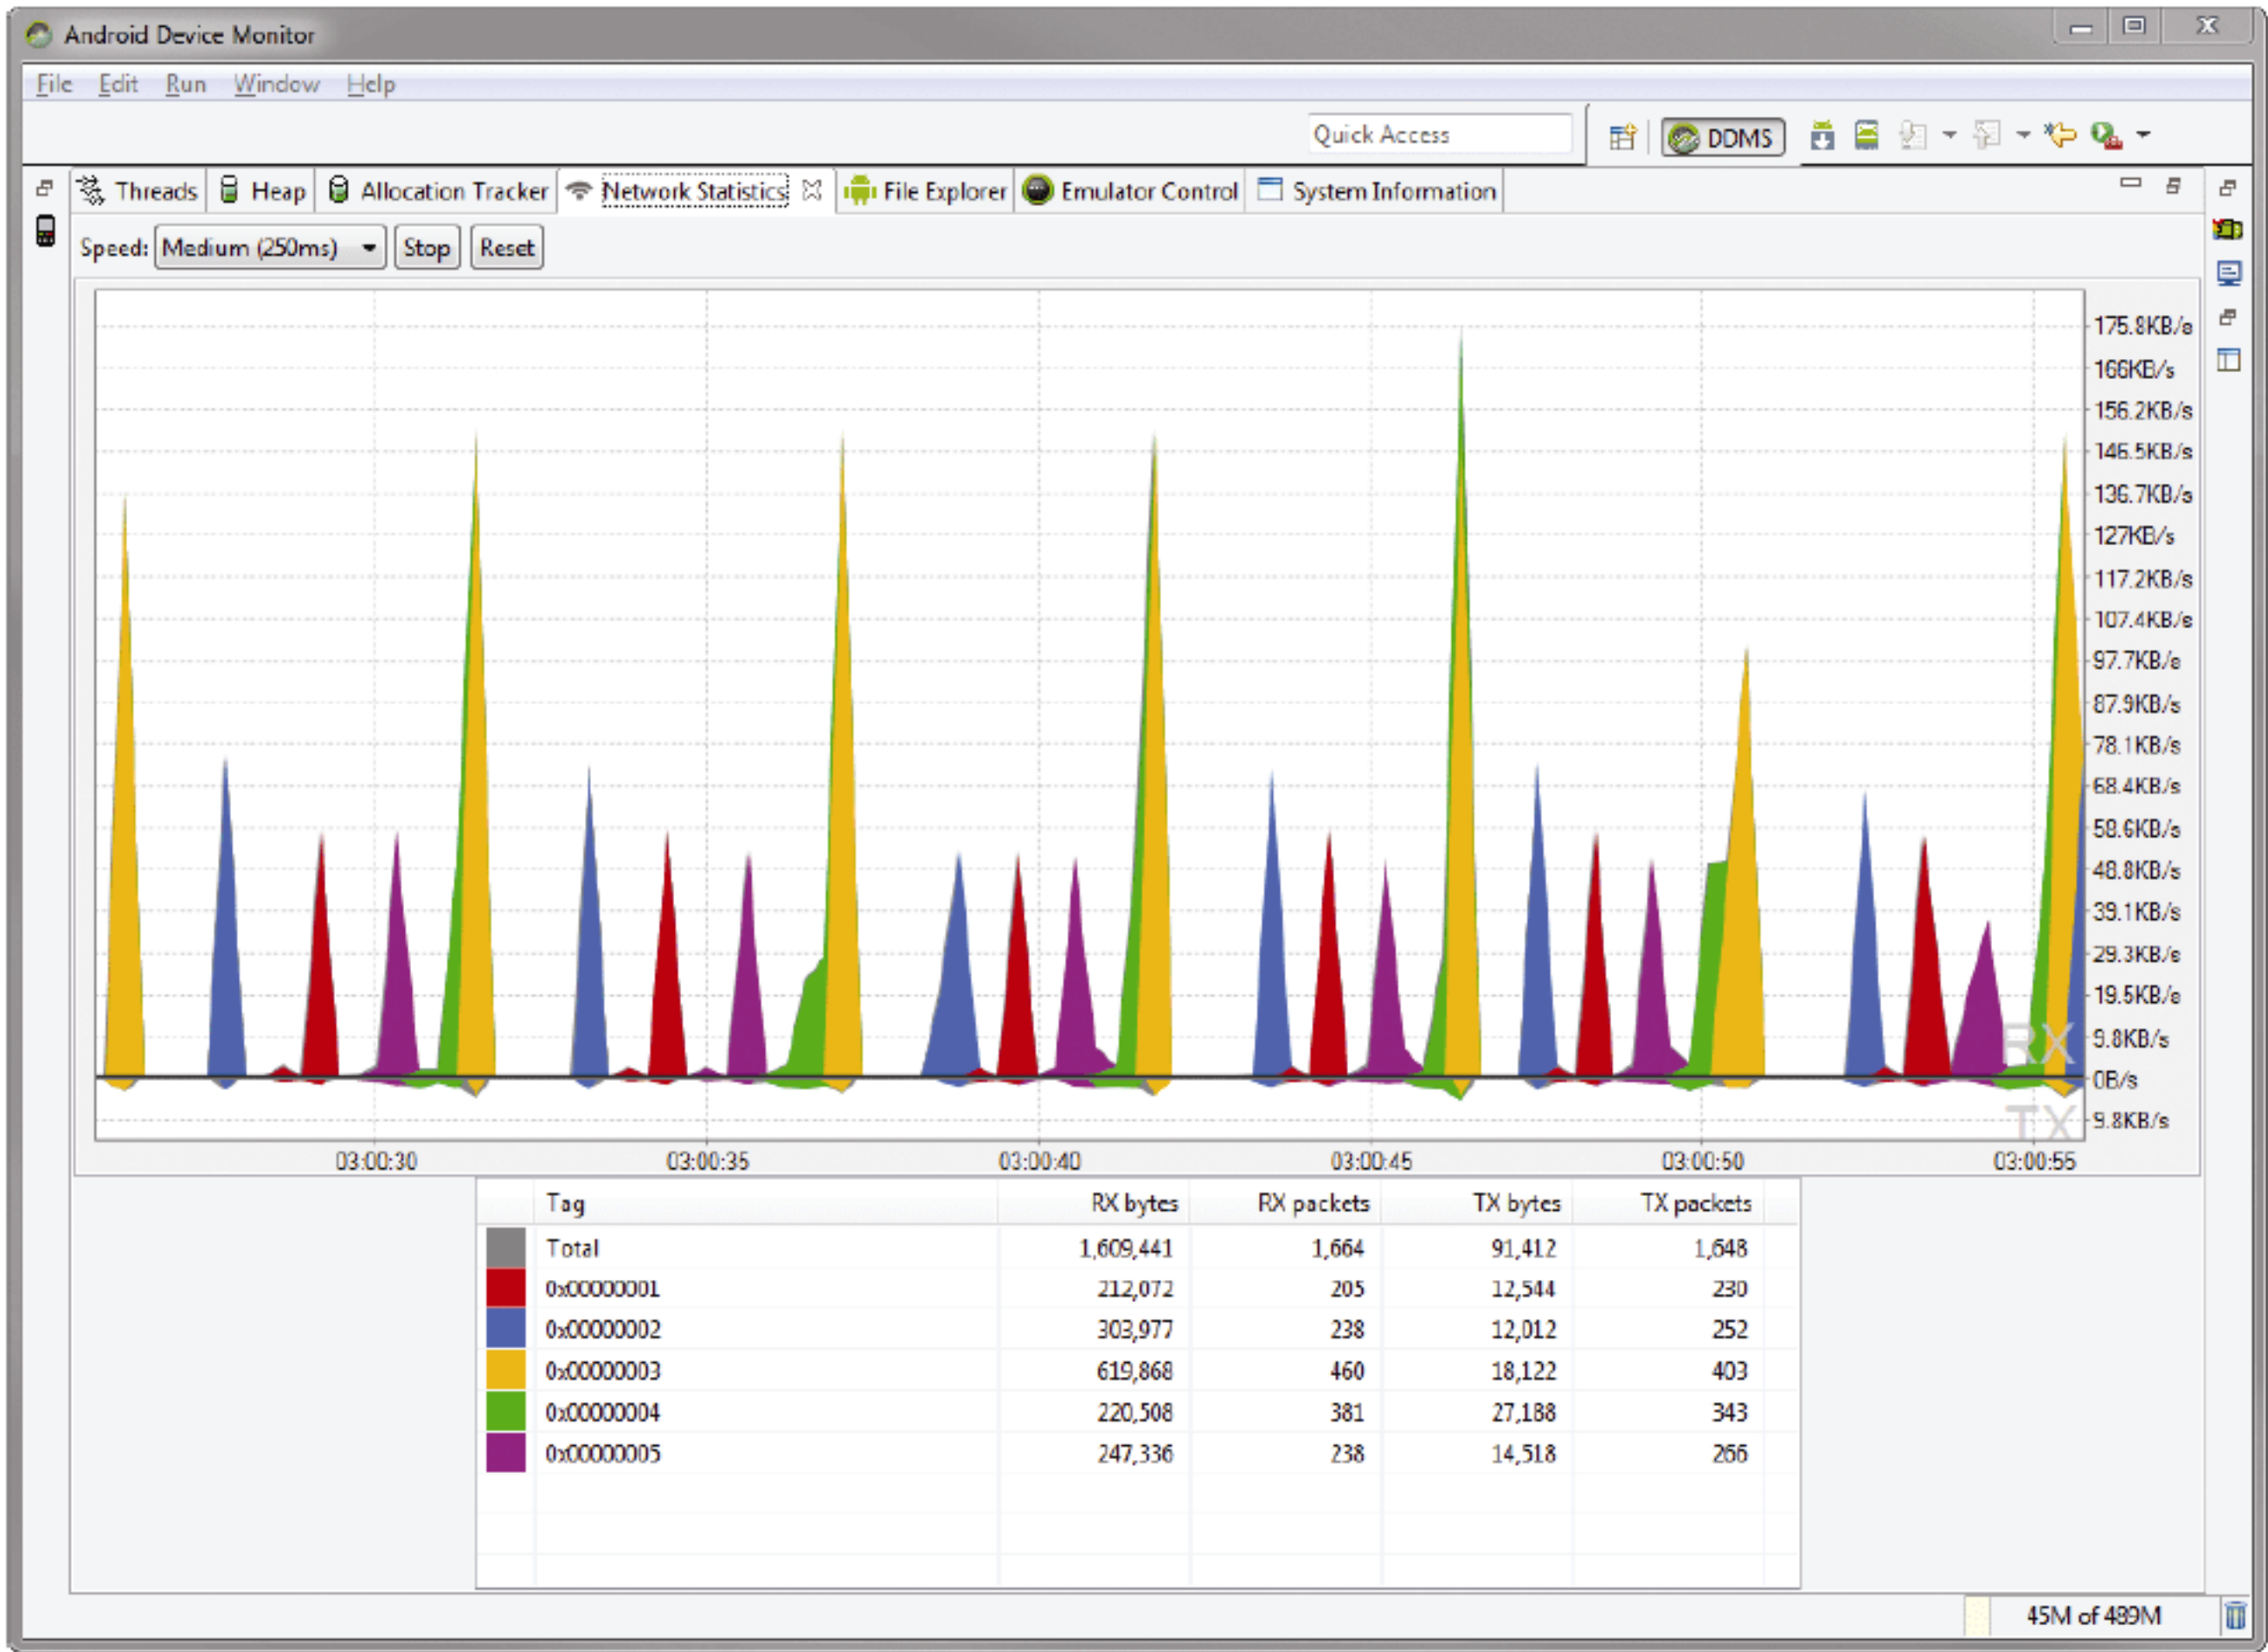 Android Device Monitor
File Edit Run Window Help
Quick Access DDMS
Threads Heap Allocation Tracker Network Statistics File Explorer Emulator Control System Information
Speed: Medium (250ms) Stop Reset
175.8KB/s
166KB/s
156.2KB/s
146.5KB/s
136.7KB/s
127KB/s
117.2KB/s
107.4KB/s
97.7KB/s
87.9KB/s
78.1KB/s
68.4KB/s
58.6KB/s
48.8KB/s
39.1KB/s
29.3KB/s
19.5KB/s
RX 9.8KB/s
0B/s
TX 9.8KB/s
03:00:30 03:00:35 03:00:40 03:00:45 03:00:50 03:00:55
Tag RX bytes RX packets TX bytes TX packets
Total 1,609,441 1,664 91,412 1,648
0x00000001 212,072 205 12,544 230
0x00000002 303,977 238 12,012 252
0x00000003 619,868 460 18,122 403
0x00000004 220,508 381 27,188 343
0x00000005 247,336 238 14,518 266
45M of 489M